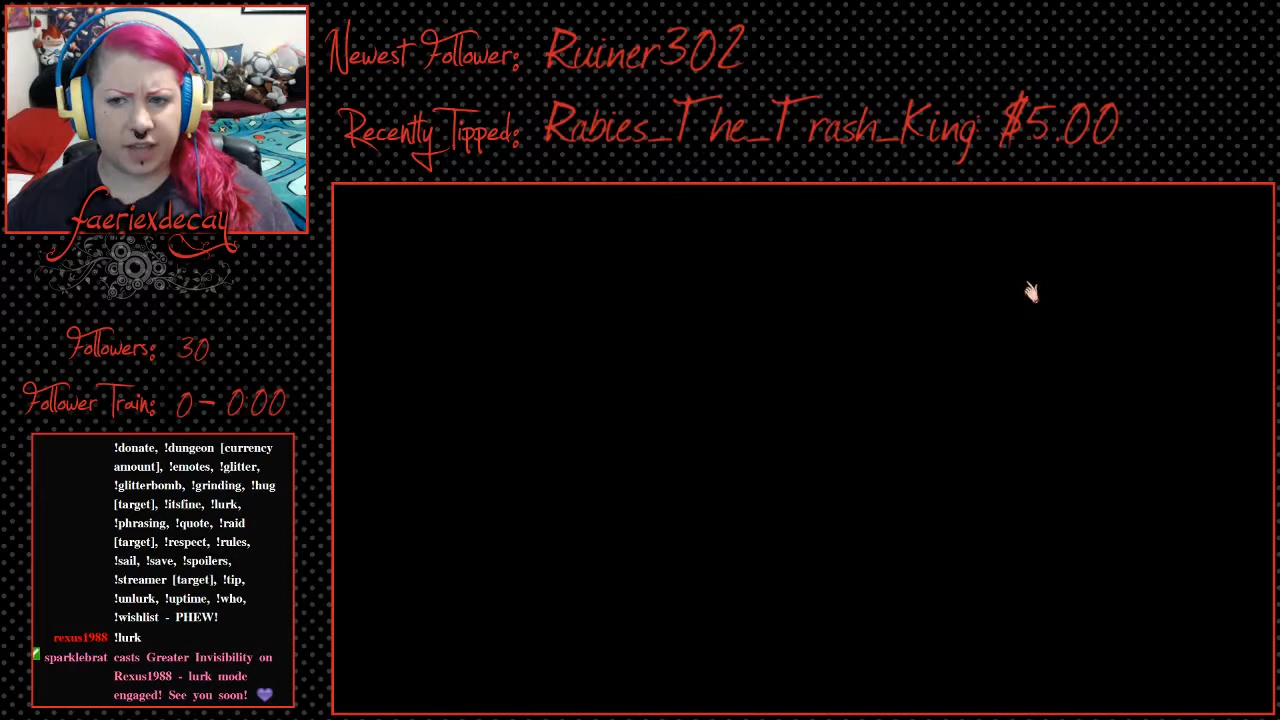 Newest Follower: Ruiner302
Recently Tipped: Rabies_The_Trash_King $5.00
faeriexdecay
Followers: 30
Follower Train: 0 - 0:00
!donate, !dungeon [currency
amount], !emotes, !glitter,
!glitterbomb, !grinding, !hug
[target], !itsfine, !lurk,
!phrasing, !quote, !raid
[target], !respect, !rules,
!sail, !save, !spoilers,
!streamer [target], !tip,
!unlurk, !uptime, !who,
!wishlist - PHEW!
rexus1988 !lurk
sparklebrat casts Greater Invisibility on
Rexus1988 - lurk mode
engaged! See you soon!